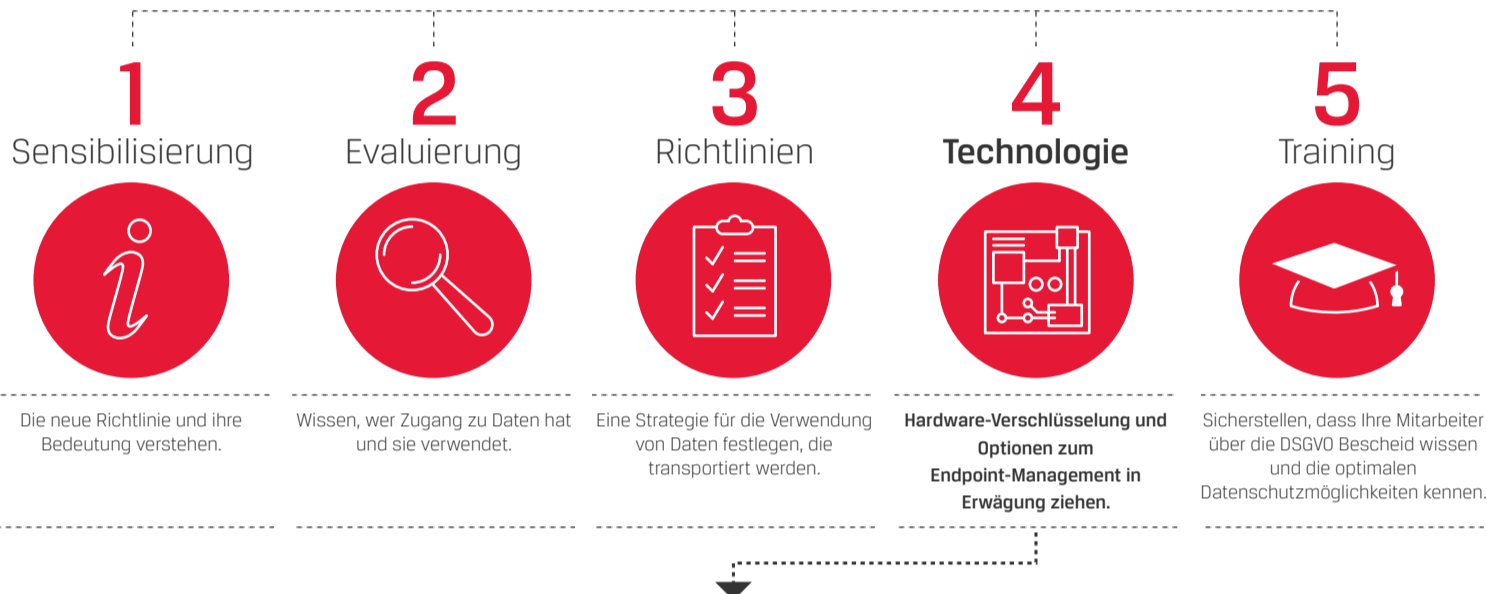 1
Sensibilisierung
Die neue Richtlinie und ihre
Bedeutung verstehen.
2
Evaluierung
Wissen, wer Zugang zu Daten hat
und sie verwendet.
3
Richtlinien
Eine Strategie für die Verwendung
von Daten festlegen, die
transportiert werden.
4
Technologie
Hardware-Verschlüsselung und
Optionen zum
Endpoint-Management in
Erwägung ziehen.
5
Training
Sicherstellen, dass Ihre Mitarbeiter
über die DSGVO Bescheid wissen
und die optimalen
Datenschutzmöglichkeiten kennen.